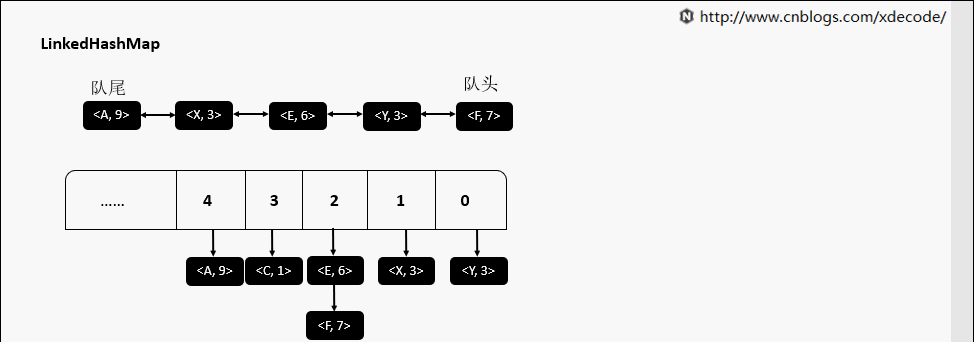 http://www.cnblogs.com/xdecode/
LinkedHashMap
队尾 队头
<A, 9> <X, 3> <E, 6> <Y, 3> <F, 7>
...... 4 3 2 1 0
<A, 9> <C, 1> <E, 6> <X, 3> <Y, 3>
<F, 7>